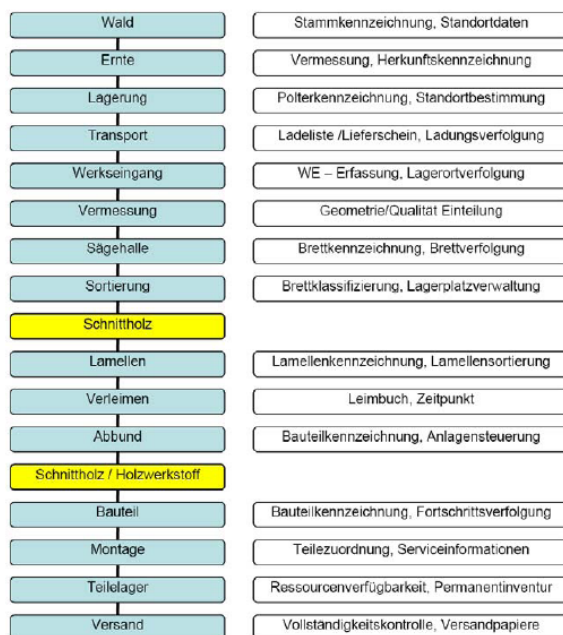 Wald Stammkennzeichnung, Standortdaten
Ernte Vermessung, Herkunftskennzeichnung
Lagerung Polterkennzeichnung, Standortbestimmung
Transport Ladeliste /Lieferschein, Ladungsverfolgung
Werkseingang WE – Erfassung, Lagerortverfolgung
Vermessung Geometrie/Qualität Einteilung
Sägehalle Brettkennzeichnung, Brettverfolgung
Sortierung Brettklassifizierung, Lagerplatzverwaltung
Schnittholz
Lamellen Lamellenkennzeichnung, Lamellensortierung
Verleimen Leimbuch, Zeitpunkt
Abbund Bauteilkennzeichnung, Anlagensteuerung
Schnittholz / Holzwerkstoff
Bauteil Bauteilkennzeichnung, Fortschrittsverfolgung
Montage Teilezuordnung, Serviceinformationen
Teilelager Ressourcenverfügbarkeit, Permanentinventur
Versand Vollständigkeitskontrolle, Versandpapiere